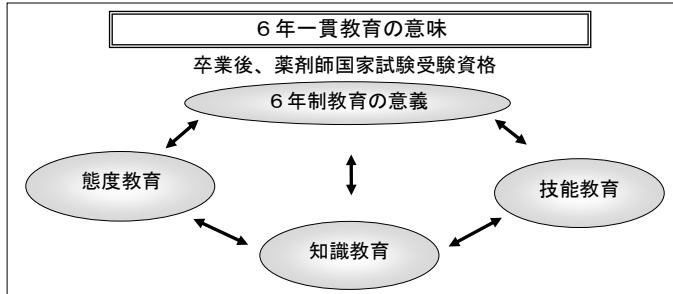 ６年一貫教育の意味
卒業後、薬剤師国家試験受験資格
６年制教育の意義
態度教育
技能教育
知識教育